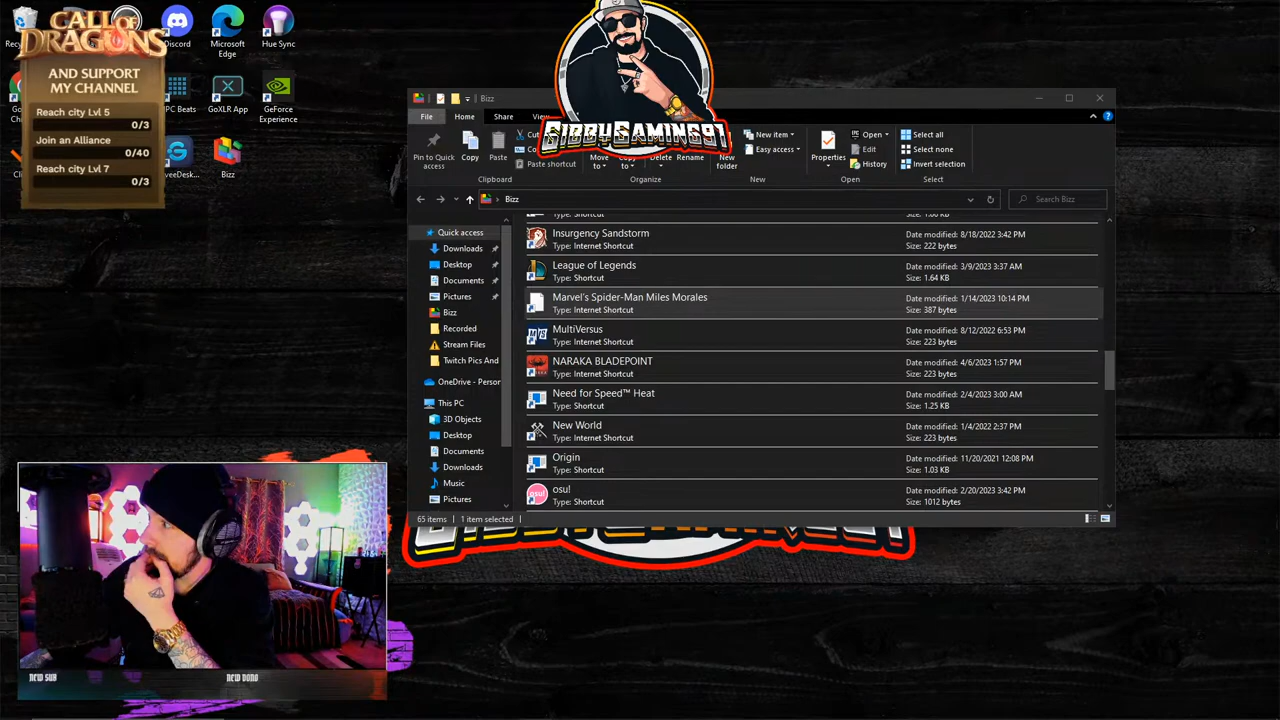 CALL OF
DRAGONS
AND SUPPORT
MY CHANNEL
Reach city Lvl 5
0/3
Join an Alliance
0/40
Reach city Lvl 7
0/3
Discord
Microsoft
Edge
Hue Sync
PC Beats
GoXLR App
GeForce
Experience
Bizz
GIBBYGAMING91
Bizz
File
Home
Share
View
Pin to Quick
access
Copy
Paste
Paste shortcut
Clipboard
Move
to
Copy
to
Delete
Rename
Organize
New
folder
New item
Easy access
New
Properties
Open
Edit
History
Open
Select all
Select none
Invert selection
Select
Bizz
Search Bizz
Quick access
Downloads
Desktop
Documents
Pictures
Bizz
Recorded
Stream Files
Twitch Pics And
OneDrive - Person
This PC
3D Objects
Desktop
Documents
Downloads
Music
Pictures
Insurgency Sandstorm
Type: Internet Shortcut
Date modified: 8/18/2022 3:42 PM
Size: 222 bytes
League of Legends
Type: Shortcut
Date modified: 3/9/2023 3:37 AM
Size: 1.64 KB
Marvel's Spider-Man Miles Morales
Type: Internet Shortcut
Date modified: 1/14/2023 10:14 PM
Size: 387 bytes
MultiVersus
Type: Internet Shortcut
Date modified: 8/12/2022 6:53 PM
Size: 223 bytes
NARAKA BLADEPOINT
Type: Internet Shortcut
Date modified: 4/6/2023 1:57 PM
Size: 223 bytes
Need for Speed™ Heat
Type: Shortcut
Date modified: 2/4/2023 3:00 AM
Size: 1.25 KB
New World
Type: Internet Shortcut
Date modified: 1/4/2022 2:37 PM
Size: 223 bytes
Origin
Type: Shortcut
Date modified: 11/20/2021 12:08 PM
Size: 1.03 KB
osu!
osu!
Type: Shortcut
Date modified: 2/20/2023 3:42 PM
Size: 1012 bytes
65 items
1 item selected
NEW SUB
NEW DONO